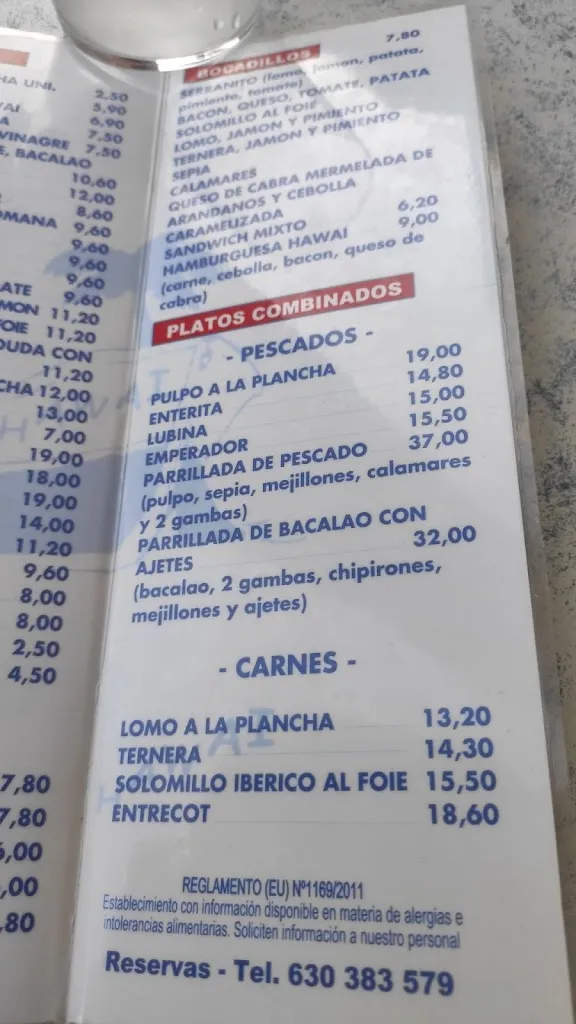 HA UNI.
2,50
5,90
6,90
7,50
VINAGRE 7,50
E, BACALAO
10,60
12,00
8,60
OMANA 9,60
9,60
9,60
9,60
ATE 9,60
MON 11,20
FOIE 11,20
DUDA CON
11,20
CHA 12,00
13,00
7,00
19,00
18,00
19,00
14,00
11,20
9,60
8,00
8,00
2,50
4,50
7,80
7,80
,00
,00
,80
BOCADILLOS
7,80
SERRANITO (lomo, jamon, patata,
pimiento, tomate)
BACON, QUESO, TOMATE, PATATA
SOLOMILLO AL FOIE
LOMO, JAMON Y PIMIENTO
TERNERA, JAMON Y PIMIENTO
SEPIA
CALAMARES
QUESO DE CABRA MERMELADA DE
ARANDANOS Y CEBOLLA
CARAMELIZADA
SANDWICH MIXTO 6,20
HAMBURGUESA HAWAI 9,00
(carne, cebolla, bacon, queso de
cabra)
PLATOS COMBINADOS
- PESCADOS -
PULPO A LA PLANCHA 19,00
ENTERITA 14,80
LUBINA 15,00
EMPERADOR 15,50
PARRILLADA DE PESCADO 37,00
(pulpo, sepia, mejillones, calamares
y 2 gambas)
PARRILLADA DE BACALAO CON
AJETES 32,00
(bacalao, 2 gambas, chipirones,
mejillones y ajetes)
- CARNES -
LOMO A LA PLANCHA 13,20
TERNERA 14,30
SOLOMILLO IBERICO AL FOIE 15,50
ENTRECOT 18,60
REGLAMENTO (EU) Nº1169/2011
Establecimiento con información disponible en materia de alergias e
intolerancias alimentarias. Soliciten información a nuestro personal
Reservas - Tel. 630 383 579